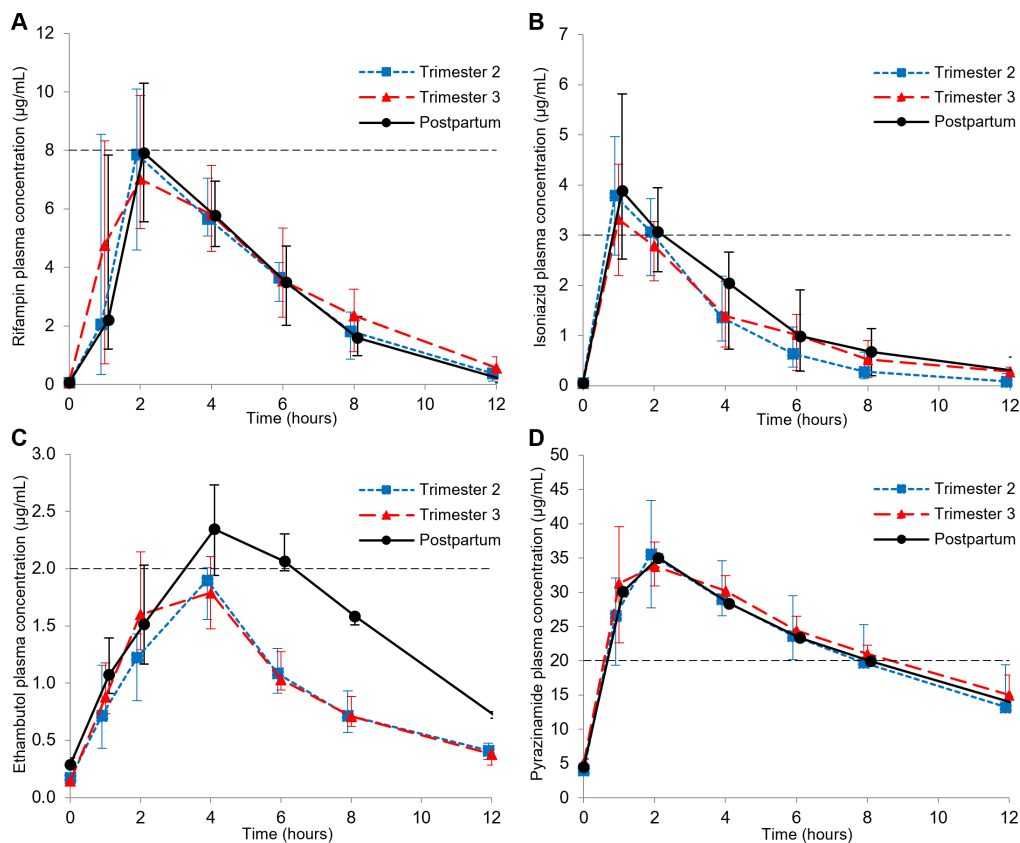 A
Rifampin plasma concentration (µg/mL)
12
10
8
6
4
2
0
Trimester 2
Trimester 3
Postpartum
0 2 4 6 8 10 12
Time (hours)
B
Isoniazid plasma concentration (µg/mL)
7
6
5
4
3
2
1
0
Trimester 2
Trimester 3
Postpartum
0 2 4 6 8 10 12
Time (hours)
C
Ethambutol plasma concentration (µg/mL)
3.0
2.5
2.0
1.5
1.0
0.5
0.0
Trimester 2
Trimester 3
Postpartum
0 2 4 6 8 10 12
Time (hours)
D
Pyrazinamide plasma concentration (µg/mL)
50
45
40
35
30
25
20
15
10
5
0
Trimester 2
Trimester 3
Postpartum
0 2 4 6 8 10 12
Time (hours)